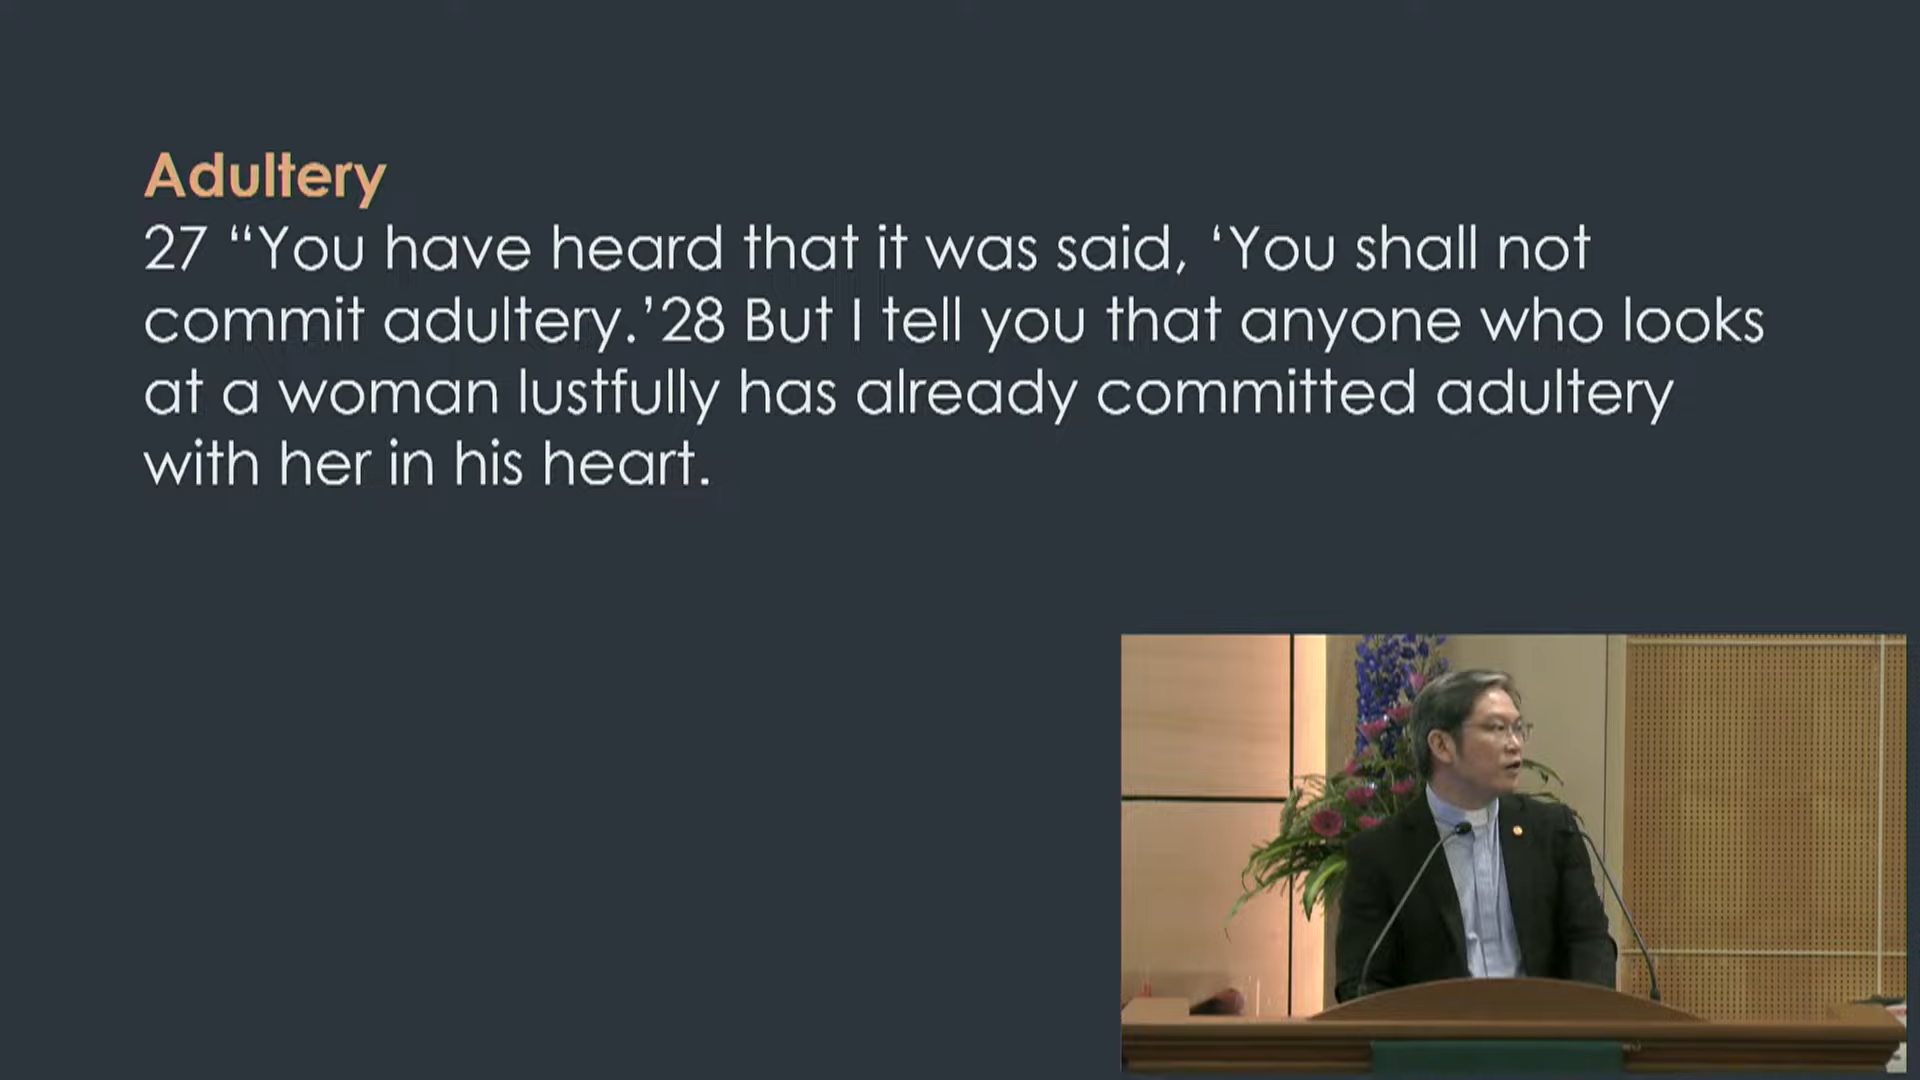 Adultery
27 “You have heard that it was said, ‘You shall not
commit adultery.’28 But I tell you that anyone who looks
at a woman lustfully has already committed adultery
with her in his heart.